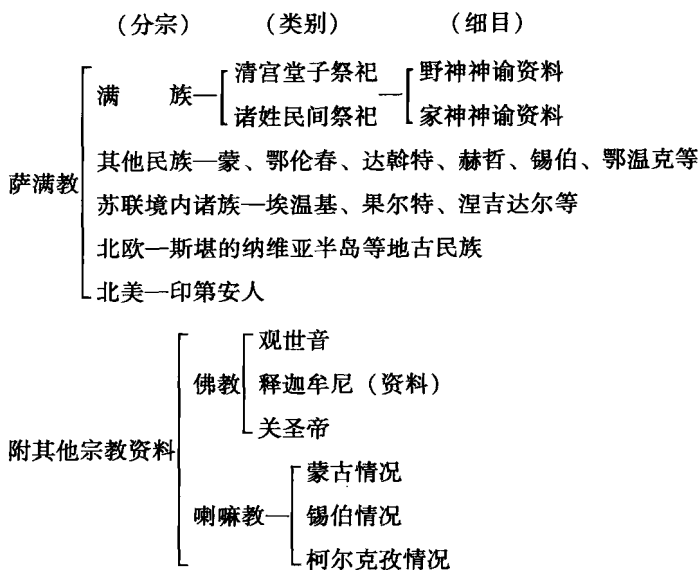 （分宗） （类别） （细目）
清宫堂子祭祀 野神神谕资料
满 族—
诸姓民间祭祀 — 家神神谕资料
其他民族—蒙、鄂伦春、达斡特、赫哲、锡伯、鄂温克等
萨满教
苏联境内诸族—埃温基、果尔特、涅吉达尔等
北欧—斯堪的纳维亚半岛等地古民族
北美—印第安人
观世音
佛教 释迦牟尼（资料）
关圣帝
附其他宗教资料
蒙古情况
喇嘛教— 锡伯情况
柯尔克孜情况